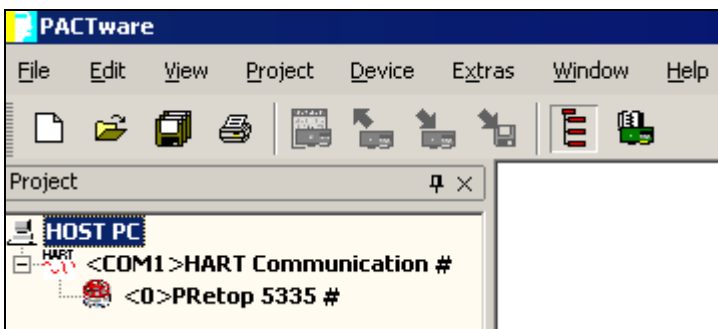 PACTware
File Edit View Project Device Extras Window Help
Project
HOST PC
HART <COM1>HART Communication #
<0>PRetop 5335 #